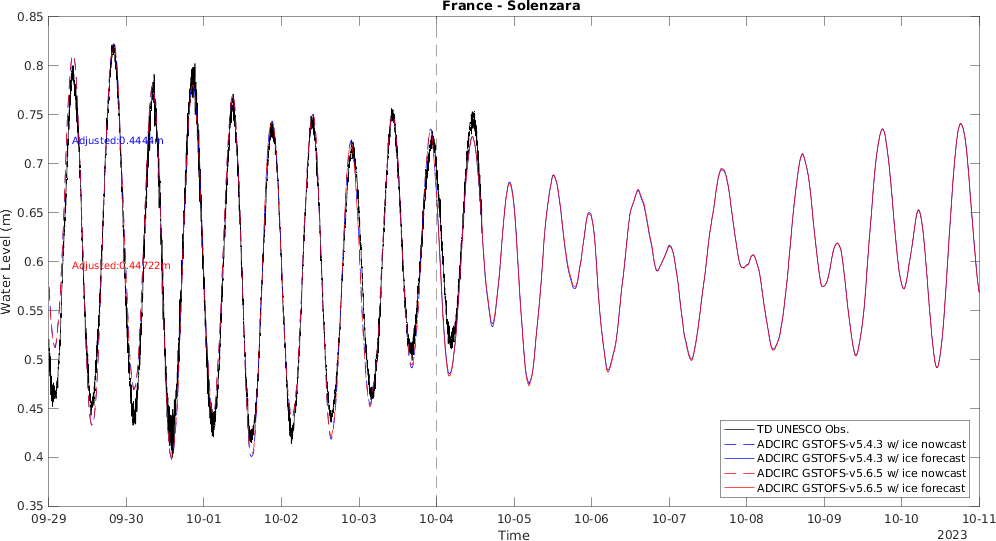 France - Solenzara
0.85
0.8
0.75
0.7
0.65
0.6
0.55
0.5
0.45
0.4
0.35
Water Level (m)
Adjusted:0.4444m
Adjusted:0.44722m
TD UNESCO Obs.
ADCIRC GSTOFS-v5.4.3 w/ ice nowcast
ADCIRC GSTOFS-v5.4.3 w/ ice forecast
ADCIRC GSTOFS-v5.6.5 w/ ice nowcast
ADCIRC GSTOFS-v5.6.5 w/ ice forecast
09-29 09-30 10-01 10-02 10-03 10-04 10-05 10-06 10-07 10-08 10-09 10-10 10-11
Time
2023